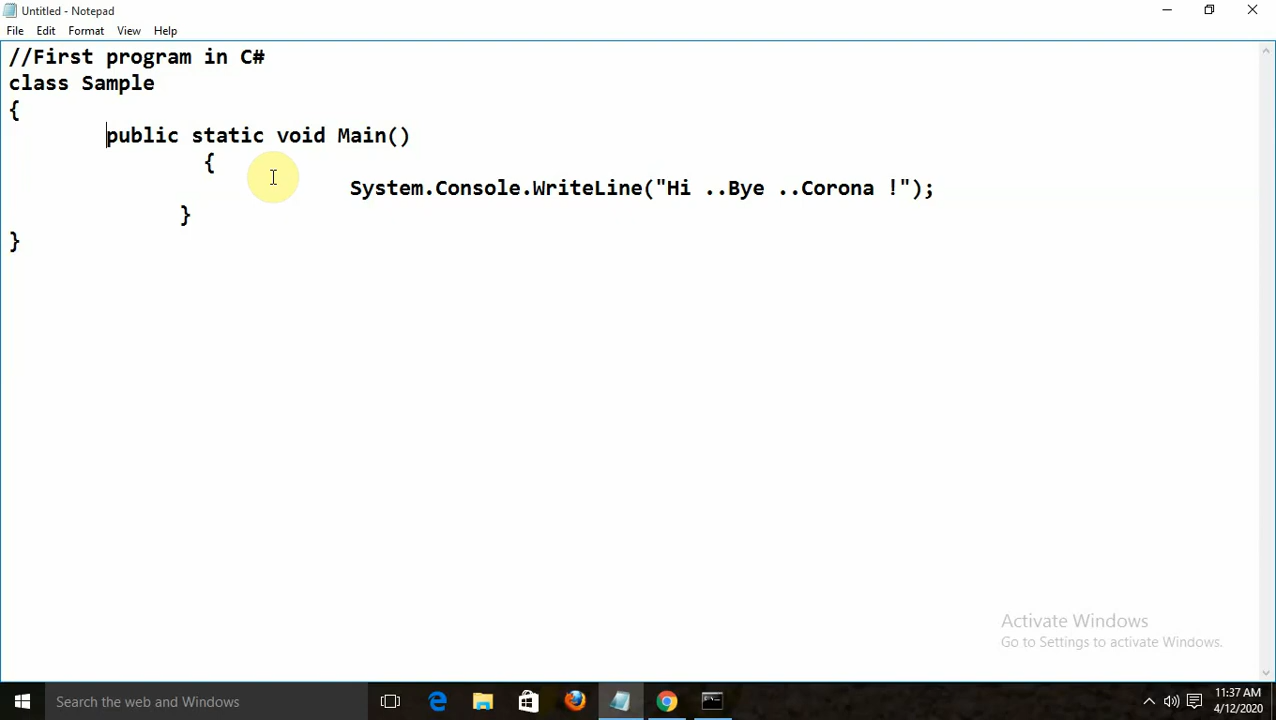 Untitled - Notepad
File Edit Format View Help
//First program in C#
class Sample
{
public static void Main()
{
System.Console.WriteLine("Hi ..Bye ..Corona !");
}
}
Activate Windows
Go to Settings to activate Windows.
Search the web and Windows
11:37 AM
4/12/2020